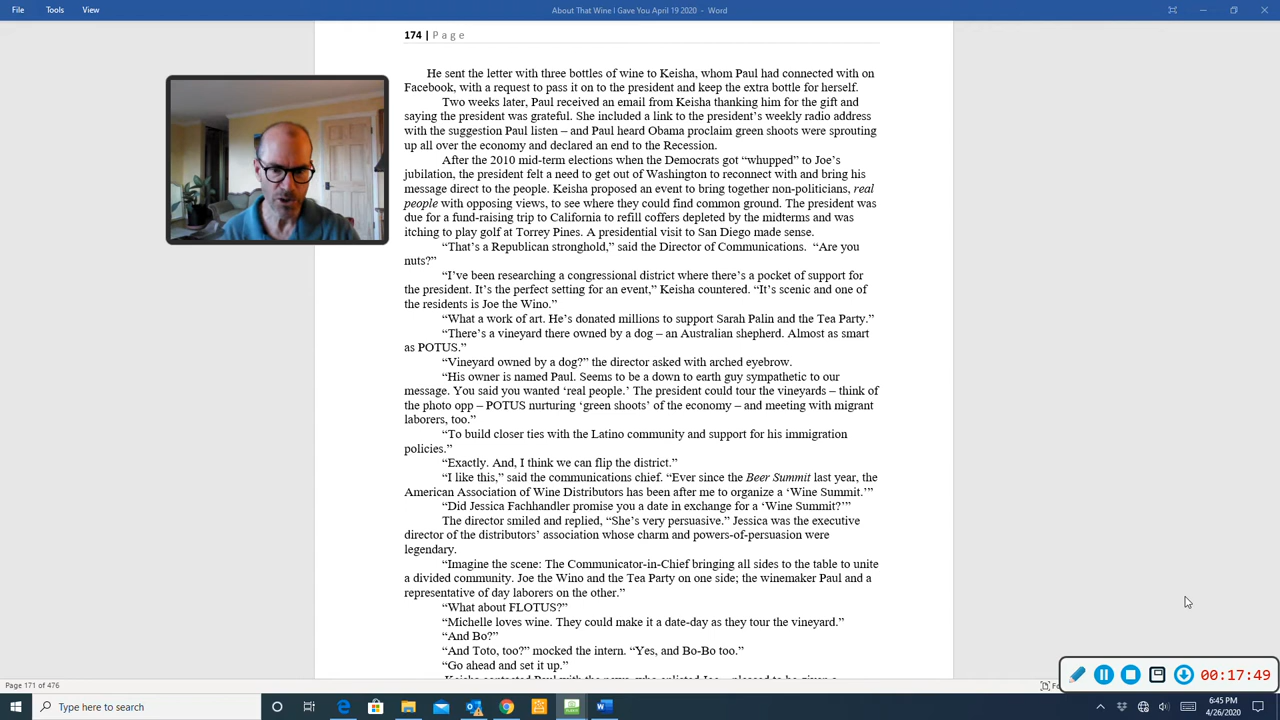 File Tools View About That Wine I Gave You April 19 2020 – Word
174 | Page
He sent the letter with three bottles of wine to Keisha, whom Paul had connected with on
Facebook, with a request to pass it on to the president and keep the extra bottle for herself.
Two weeks later, Paul received an email from Keisha thanking him for the gift and
saying the president was grateful. She included a link to the president’s weekly radio address
with the suggestion Paul listen – and Paul heard Obama proclaim green shoots were sprouting
up all over the economy and declared an end to the Recession.
After the 2010 mid-term elections when the Democrats got “whupped” to Joe’s
jubilation, the president felt a need to get out of Washington to reconnect with and bring his
message direct to the people. Keisha proposed an event to bring together non-politicians, real
people with opposing views, to see where they could find common ground. The president was
due for a fund-raising trip to California to refill coffers depleted by the midterms and was
itching to play golf at Torrey Pines. A presidential visit to San Diego made sense.
“That’s a Republican stronghold,” said the Director of Communications. “Are you
nuts?”
“I’ve been researching a congressional district where there’s a pocket of support for
the president. It’s the perfect setting for an event,” Keisha countered. “It’s scenic and one of
the residents is Joe the Wino.”
“What a work of art. He’s donated millions to support Sarah Palin and the Tea Party.”
“There’s a vineyard there owned by a dog – an Australian shepherd. Almost as smart
as POTUS.”
“Vineyard owned by a dog?” the director asked with arched eyebrow.
“His owner is named Paul. Seems to be a down to earth guy sympathetic to our
message. You said you wanted ‘real people.’ The president could tour the vineyards – think of
the photo opp – POTUS nurturing ‘green shoots’ of the economy – and meeting with migrant
laborers, too.”
“To build closer ties with the Latino community and support for his immigration
policies.”
“Exactly. And, I think we can flip the district.”
“I like this,” said the communications chief. “Ever since the Beer Summit last year, the
American Association of Wine Distributors has been after me to organize a ‘Wine Summit.’”
“Did Jessica Fachhandler promise you a date in exchange for a ‘Wine Summit?’”
The director smiled and replied, “She’s very persuasive.” Jessica was the executive
director of the distributors’ association whose charm and powers-of-persuasion were
legendary.
“Imagine the scene: The Communicator-in-Chief bringing all sides to the table to unite
a divided community. Joe the Wino and the Tea Party on one side; the winemaker Paul and a
representative of day laborers on the other.”
“What about FLOTUS?”
“Michelle loves wine. They could make it a date-day as they tour the vineyard.”
“And Bo?”
“And Toto, too?” mocked the intern. “Yes, and Bo-Bo too.”
“Go ahead and set it up.”
Page 171 of 476
00:17:49
Type here to search
6:45 PM
4/26/2020